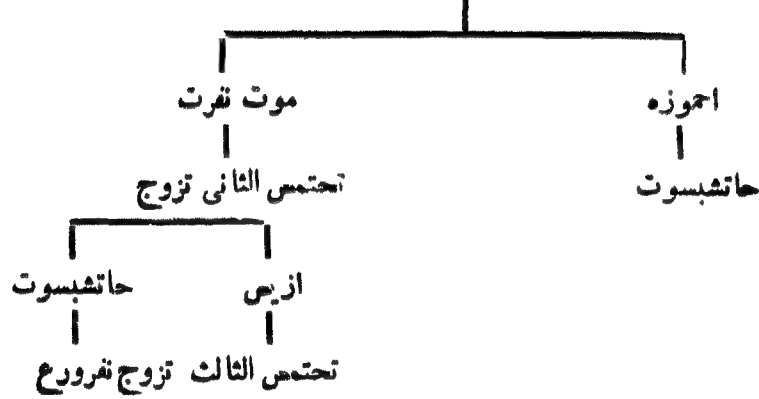 احموزه موت نفرت
حاتشبسوت تحتمس الثانى تزوج
ازيس حاتشبسوت
تحتمس الثالث تزوج نفرورع